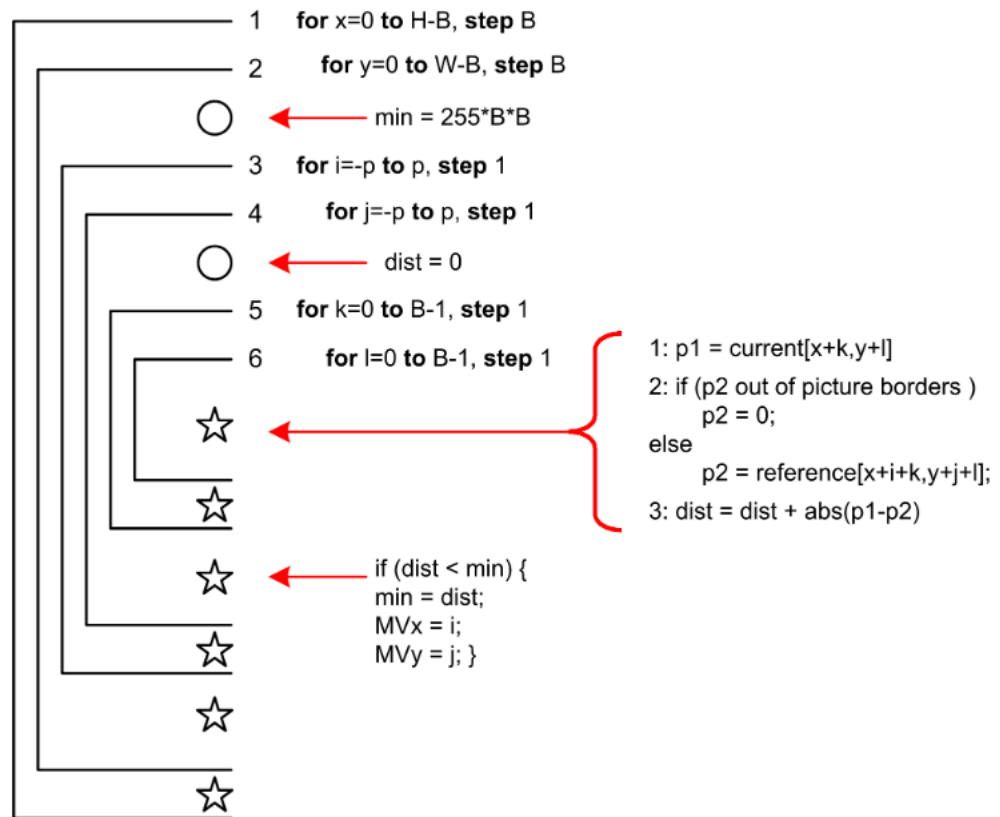 1 for x=0 to H-B, step B
2 for y=0 to W-B, step B
min = 255*B*B
3 for i=-p to p, step 1
4 for j=-p to p, step 1
dist = 0
5 for k=0 to B-1, step 1
6 for l=0 to B-1, step 1
1: p1 = current[x+k,y+l]
2: if (p2 out of picture borders )
p2 = 0;
else
p2 = reference[x+i+k,y+j+l];
3: dist = dist + abs(p1-p2)
if (dist < min) {
min = dist;
MVx = i;
MVy = j; }